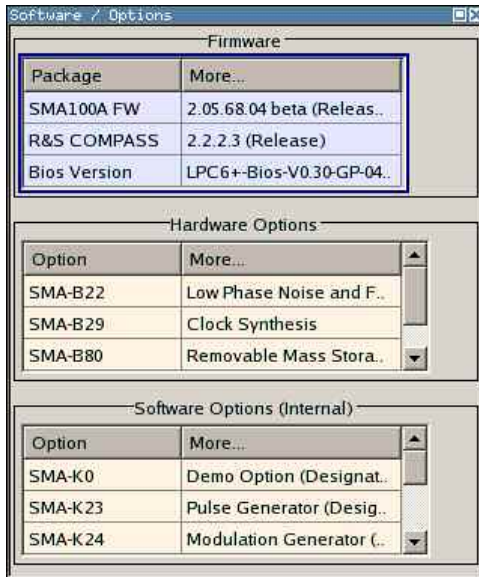 Software / Options
Firmware
Package More...
SMA100A FW 2.05.68.04 beta (Releas..
R&S COMPASS 2.2.2.3 (Release)
Bios Version LPC6+-Bios-V0.30-GP-04..
Hardware Options
Option More...
SMA-B22 Low Phase Noise and F..
SMA-B29 Clock Synthesis
SMA-B80 Removable Mass Stora..
Software Options (Internal)
Option More...
SMA-K0 Demo Option (Designat..
SMA-K23 Pulse Generator (Desig..
SMA-K24 Modulation Generator (..